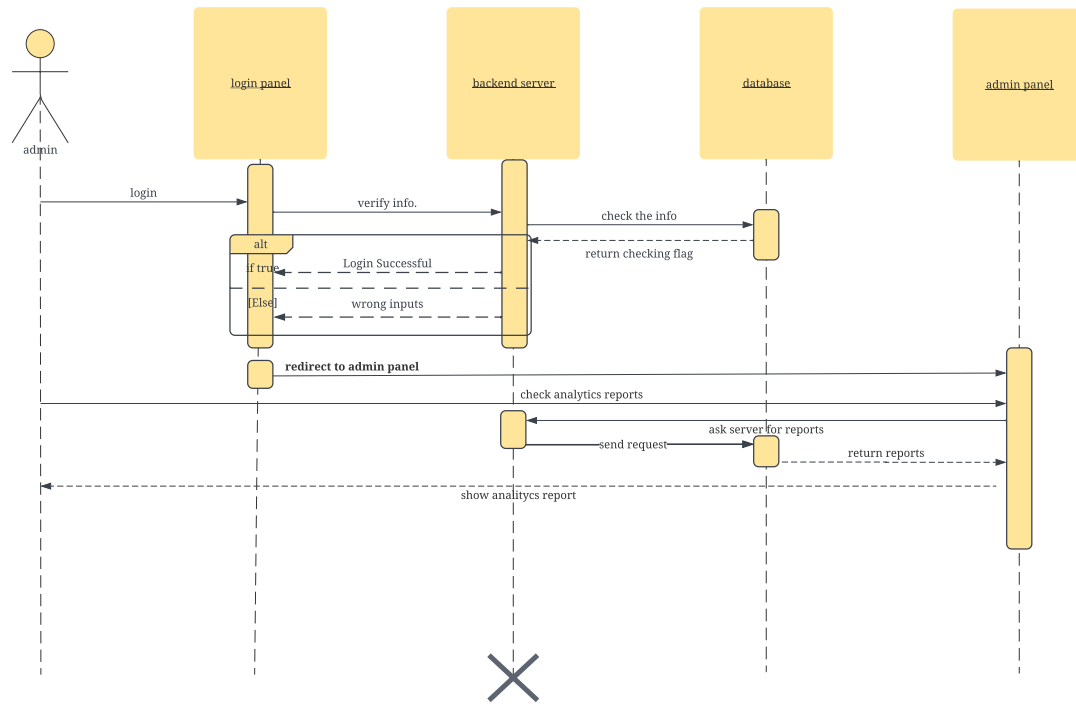 login panel
backend server
database
admin panel
admin
login
verify info.
check the info
alt
return checking flag
if true
Login Successful
[Else]
wrong inputs
redirect to admin panel
check analytics reports
ask server for reports
send request
return reports
show analitycs report